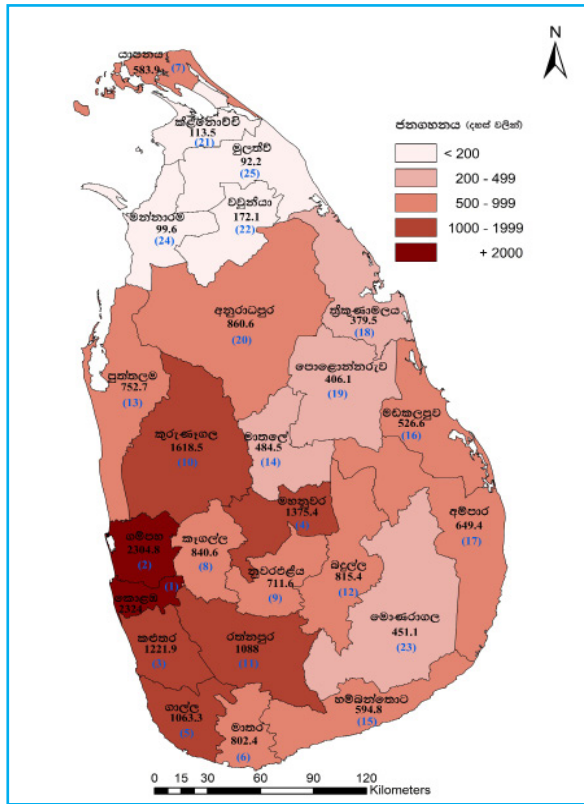 N
යාපනය
583.9
(7)
ජනගහනය (දහස් වලින්)
< 200
200 - 499
500 - 999
1000 - 1999
+ 2000
113.5
(21)
92.2
(25)
වවුන්යා
172.1
(22)
මන්නාරම
99.6
(24)
අනුරාධපුර
860.6
(20)
ත්‍රිකුණාමලය
379.5
(18)
පුත්තලම
752.7
(13)
පොළොන්නරුව
406.1
(19)
මඩකලපුව
526.6
(16)
කුරුණෑගල
1618.5
(10)
මාතලේ
484.5
(14)
මහනුවර
1375.4
(4)
අම්පාර
649.4
(17)
ගම්පහ
2304.8
(2)
කෑගල්ල
840.6
(8)
නුවරඑළිය
711.6
(9)
බදුල්ල
815.4
(12)
(1)
කොළඹ
2324
මොණරාගල
451.1
(23)
කළුතර
1221.9
(3)
රත්නපුර
1088
(11)
ගාල්ල
1063.3
(5)
මාතර
802.4
(6)
හම්බන්තොට
594.8
(15)
0 15 30 60 90 120
Kilometers